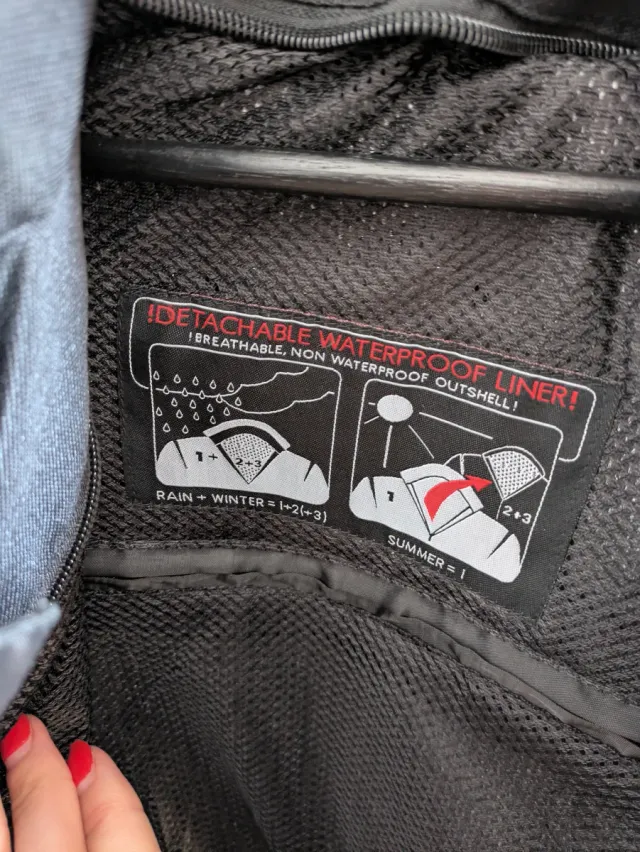 !DETACHABLE WATERPROOF LINER!
!BREATHABLE, NON WATERPROOF OUTSHELL!
1+ 2+3
1 2+3
RAIN + WINTER = 1+2(+3)
SUMMER = 1